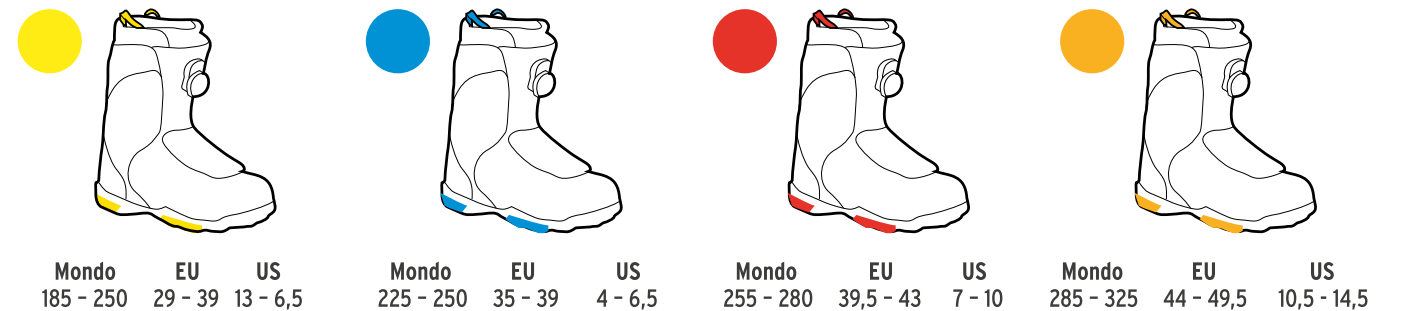 Mondo EU US
185 – 250 29 – 39 13 – 6,5
Mondo EU US
225 – 250 35 – 39 4 – 6,5
Mondo EU US
255 – 280 39,5 – 43 7 – 10
Mondo EU US
285 – 325 44 – 49,5 10,5 - 14,5